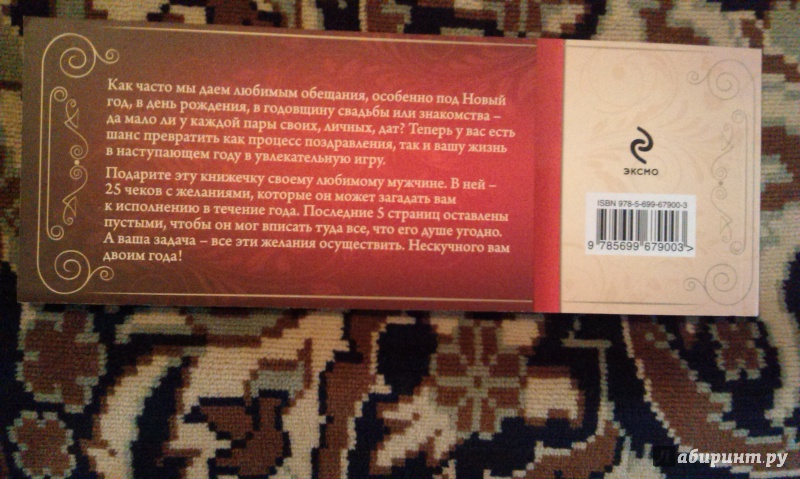 Как часто мы даем любимым обещания, особенно под Новый
год, в день рождения, в годовщину свадьбы или знакомства –
да мало ли у каждой пары своих, личных, дат? Теперь у вас есть
шанс превратить как процесс поздравления, так и вашу жизнь
в наступающем году в увлекательную игру.
Подарите эту книжечку своему любимому мужчине. В ней –
25 чеков с желаниями, которые он может загадать вам
к исполнению в течение года. Последние 5 страниц оставлены
пустыми, чтобы он мог вписать туда все, что его душе угодно.
А ваша задача – все эти желания осуществить. Нескучного вам
двоим года!
ЭКСМО
ISBN 978-5-699-67900-3
9 785699 679003 >
Лабиринт.ру